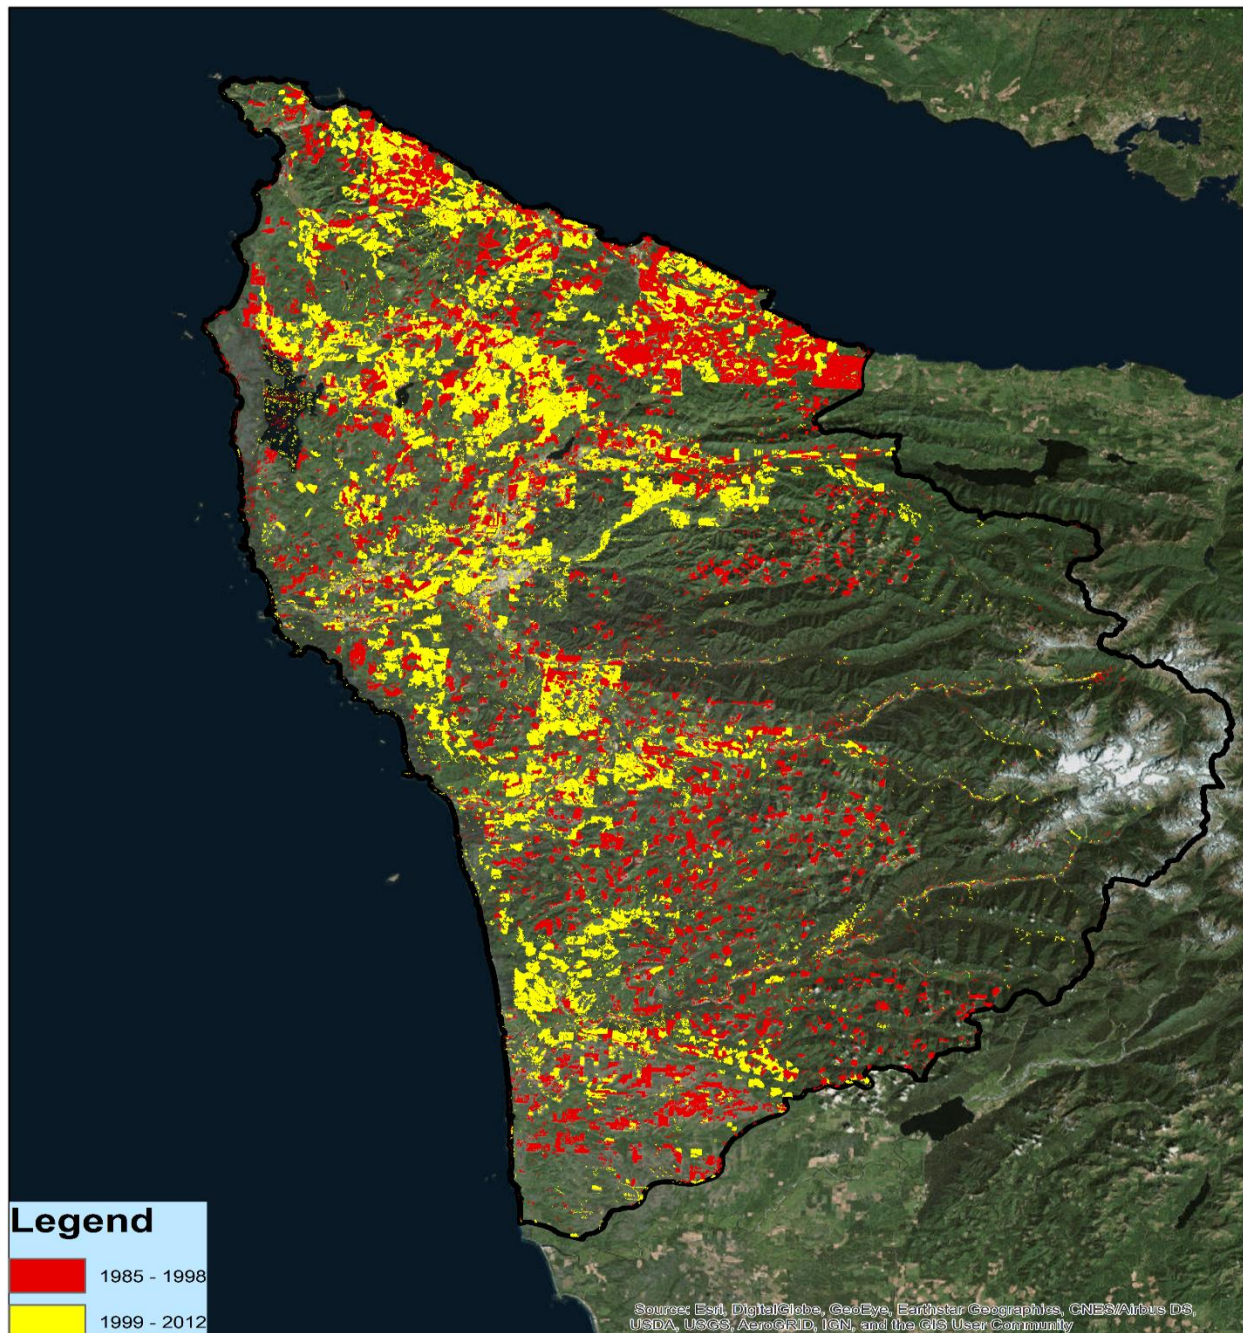 Legend
1985 - 1998
1999 - 2012
Source: Esri, DigitalGlobe, GeoEye, Earthstar Geographics, CNES/Airbus DS,
USDA, USGS, AeroGRID, IGN, and the GIS User Community